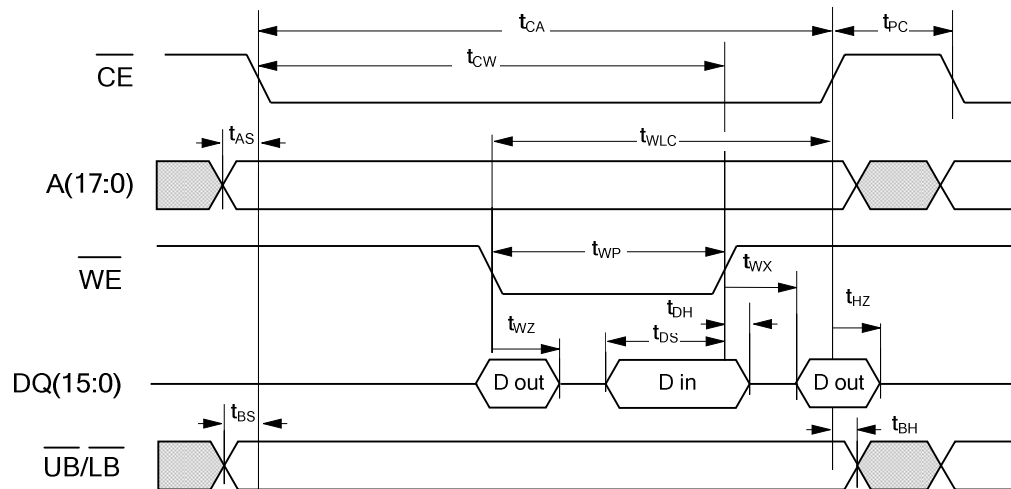 tCA
tPC
CE
tCW
tAS
tWLC
A(17:0)
WE
tWP
tWX
tDH
tHZ
tWZ
tDS
DQ(15:0)
D out
D in
D out
tBS
tBH
UB/LB